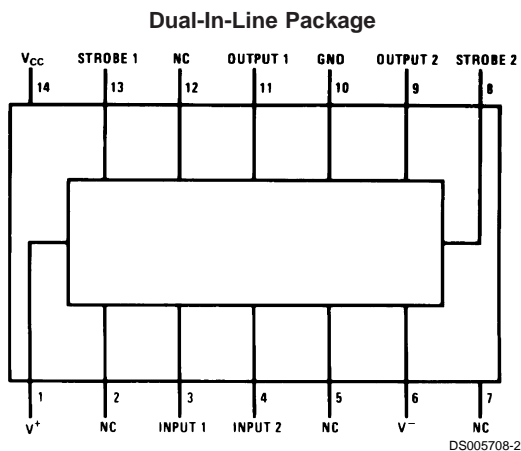 Dual-In-Line Package
V_CC STROBE 1 NC OUTPUT 1 GND OUTPUT 2 STROBE 2
14 13 12 11 10 9 8
1 2 3 4 5 6 7
V⁺ NC INPUT 1 INPUT 2 NC V⁻ NC
DS005708-2